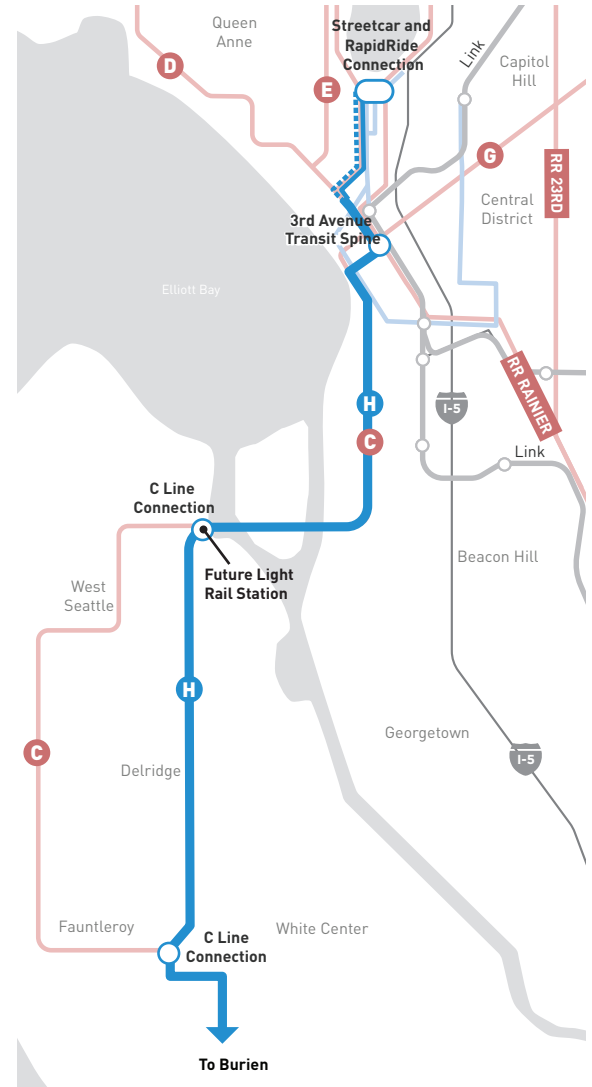 Queen
Anne
Streetcar and
RapidRide
Connection
Link
Capitol
Hill
D
E
G
RR 23RD
Central
District
3rd Avenue
Transit Spine
Elliott Bay
RR RAINIER
H
I-5
C
Link
C Line
Connection
Beacon Hill
Future Light
Rail Station
West
Seattle
H
Georgetown
C
I-5
Delridge
Fauntleroy
White Center
C Line
Connection
To Burien